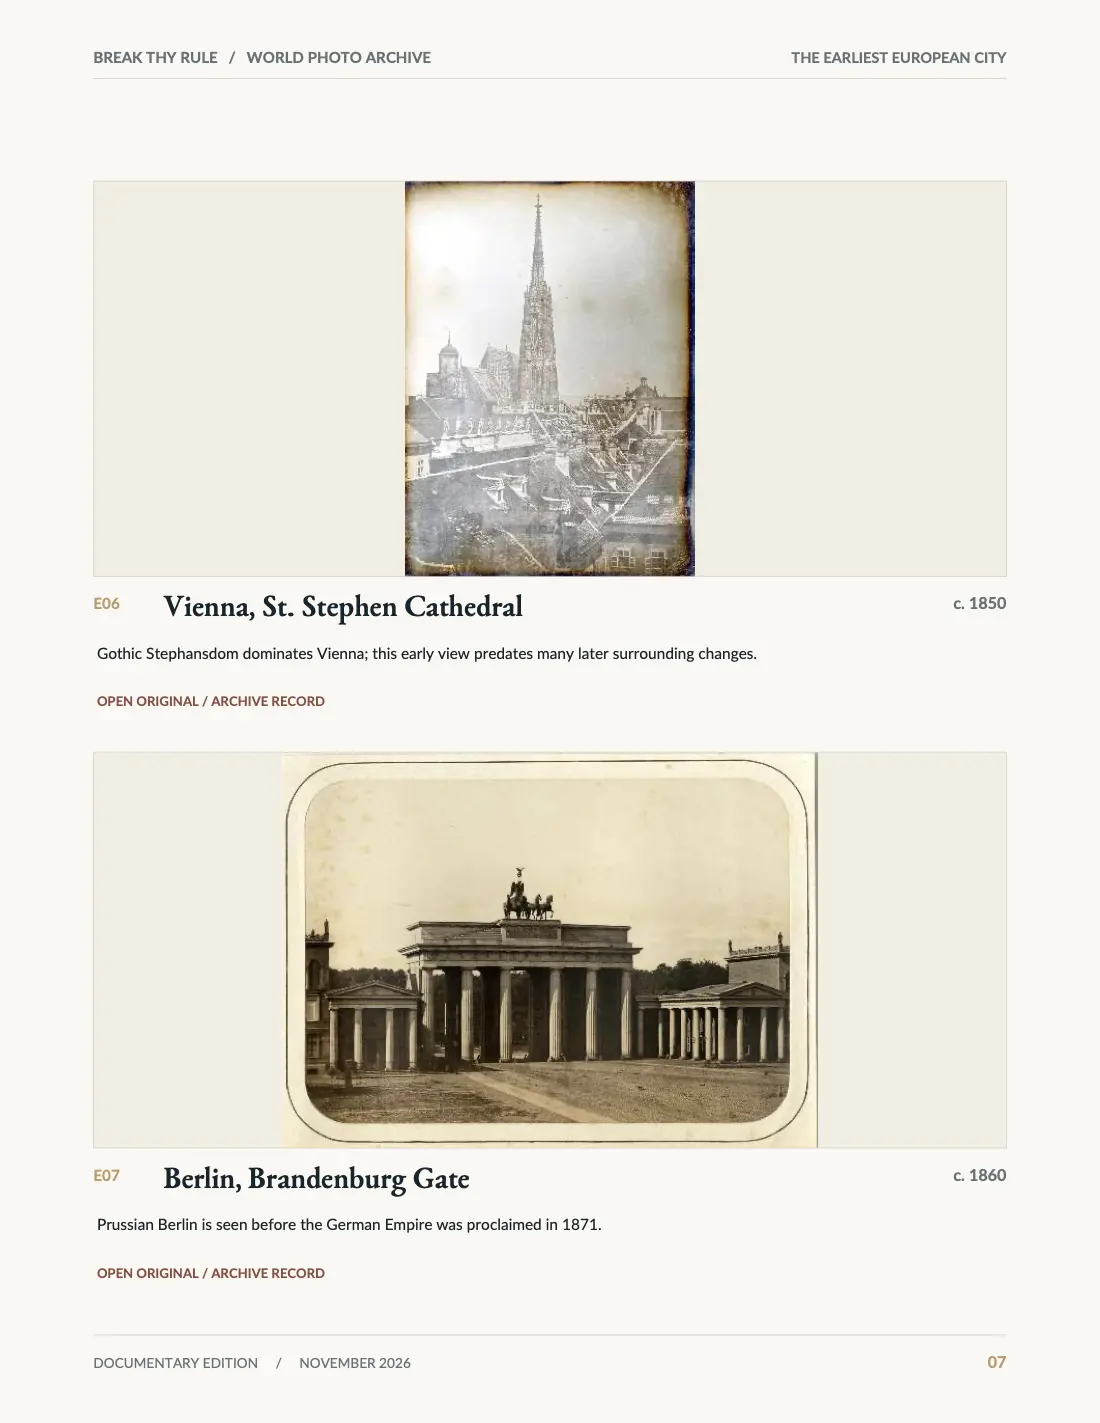 BREAK THY RULE / WORLD PHOTO ARCHIVE
THE EARLIEST EUROPEAN CITY
E06 Vienna, St. Stephen Cathedral c. 1850
Gothic Stephansdom dominates Vienna; this early view predates many later surrounding changes.
OPEN ORIGINAL / ARCHIVE RECORD
E07 Berlin, Brandenburg Gate c. 1860
Prussian Berlin is seen before the German Empire was proclaimed in 1871.
OPEN ORIGINAL / ARCHIVE RECORD
DOCUMENTARY EDITION / NOVEMBER 2026
07